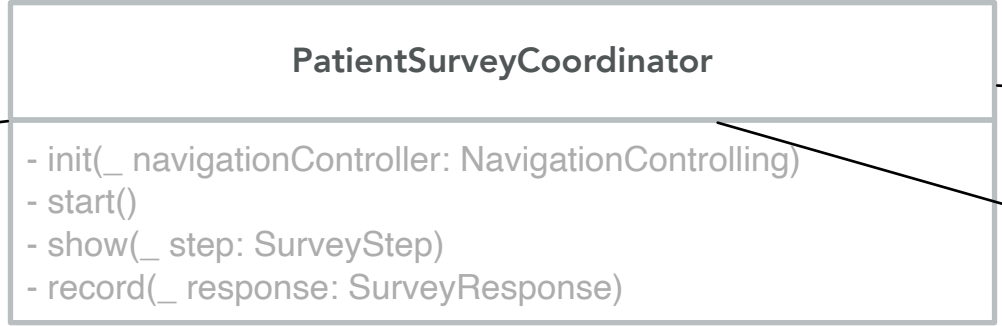 PatientSurveyCoordinator
- init(_ navigationController: NavigationControlling)
- start()
- show(_ step: SurveyStep)
- record(_ response: SurveyResponse)